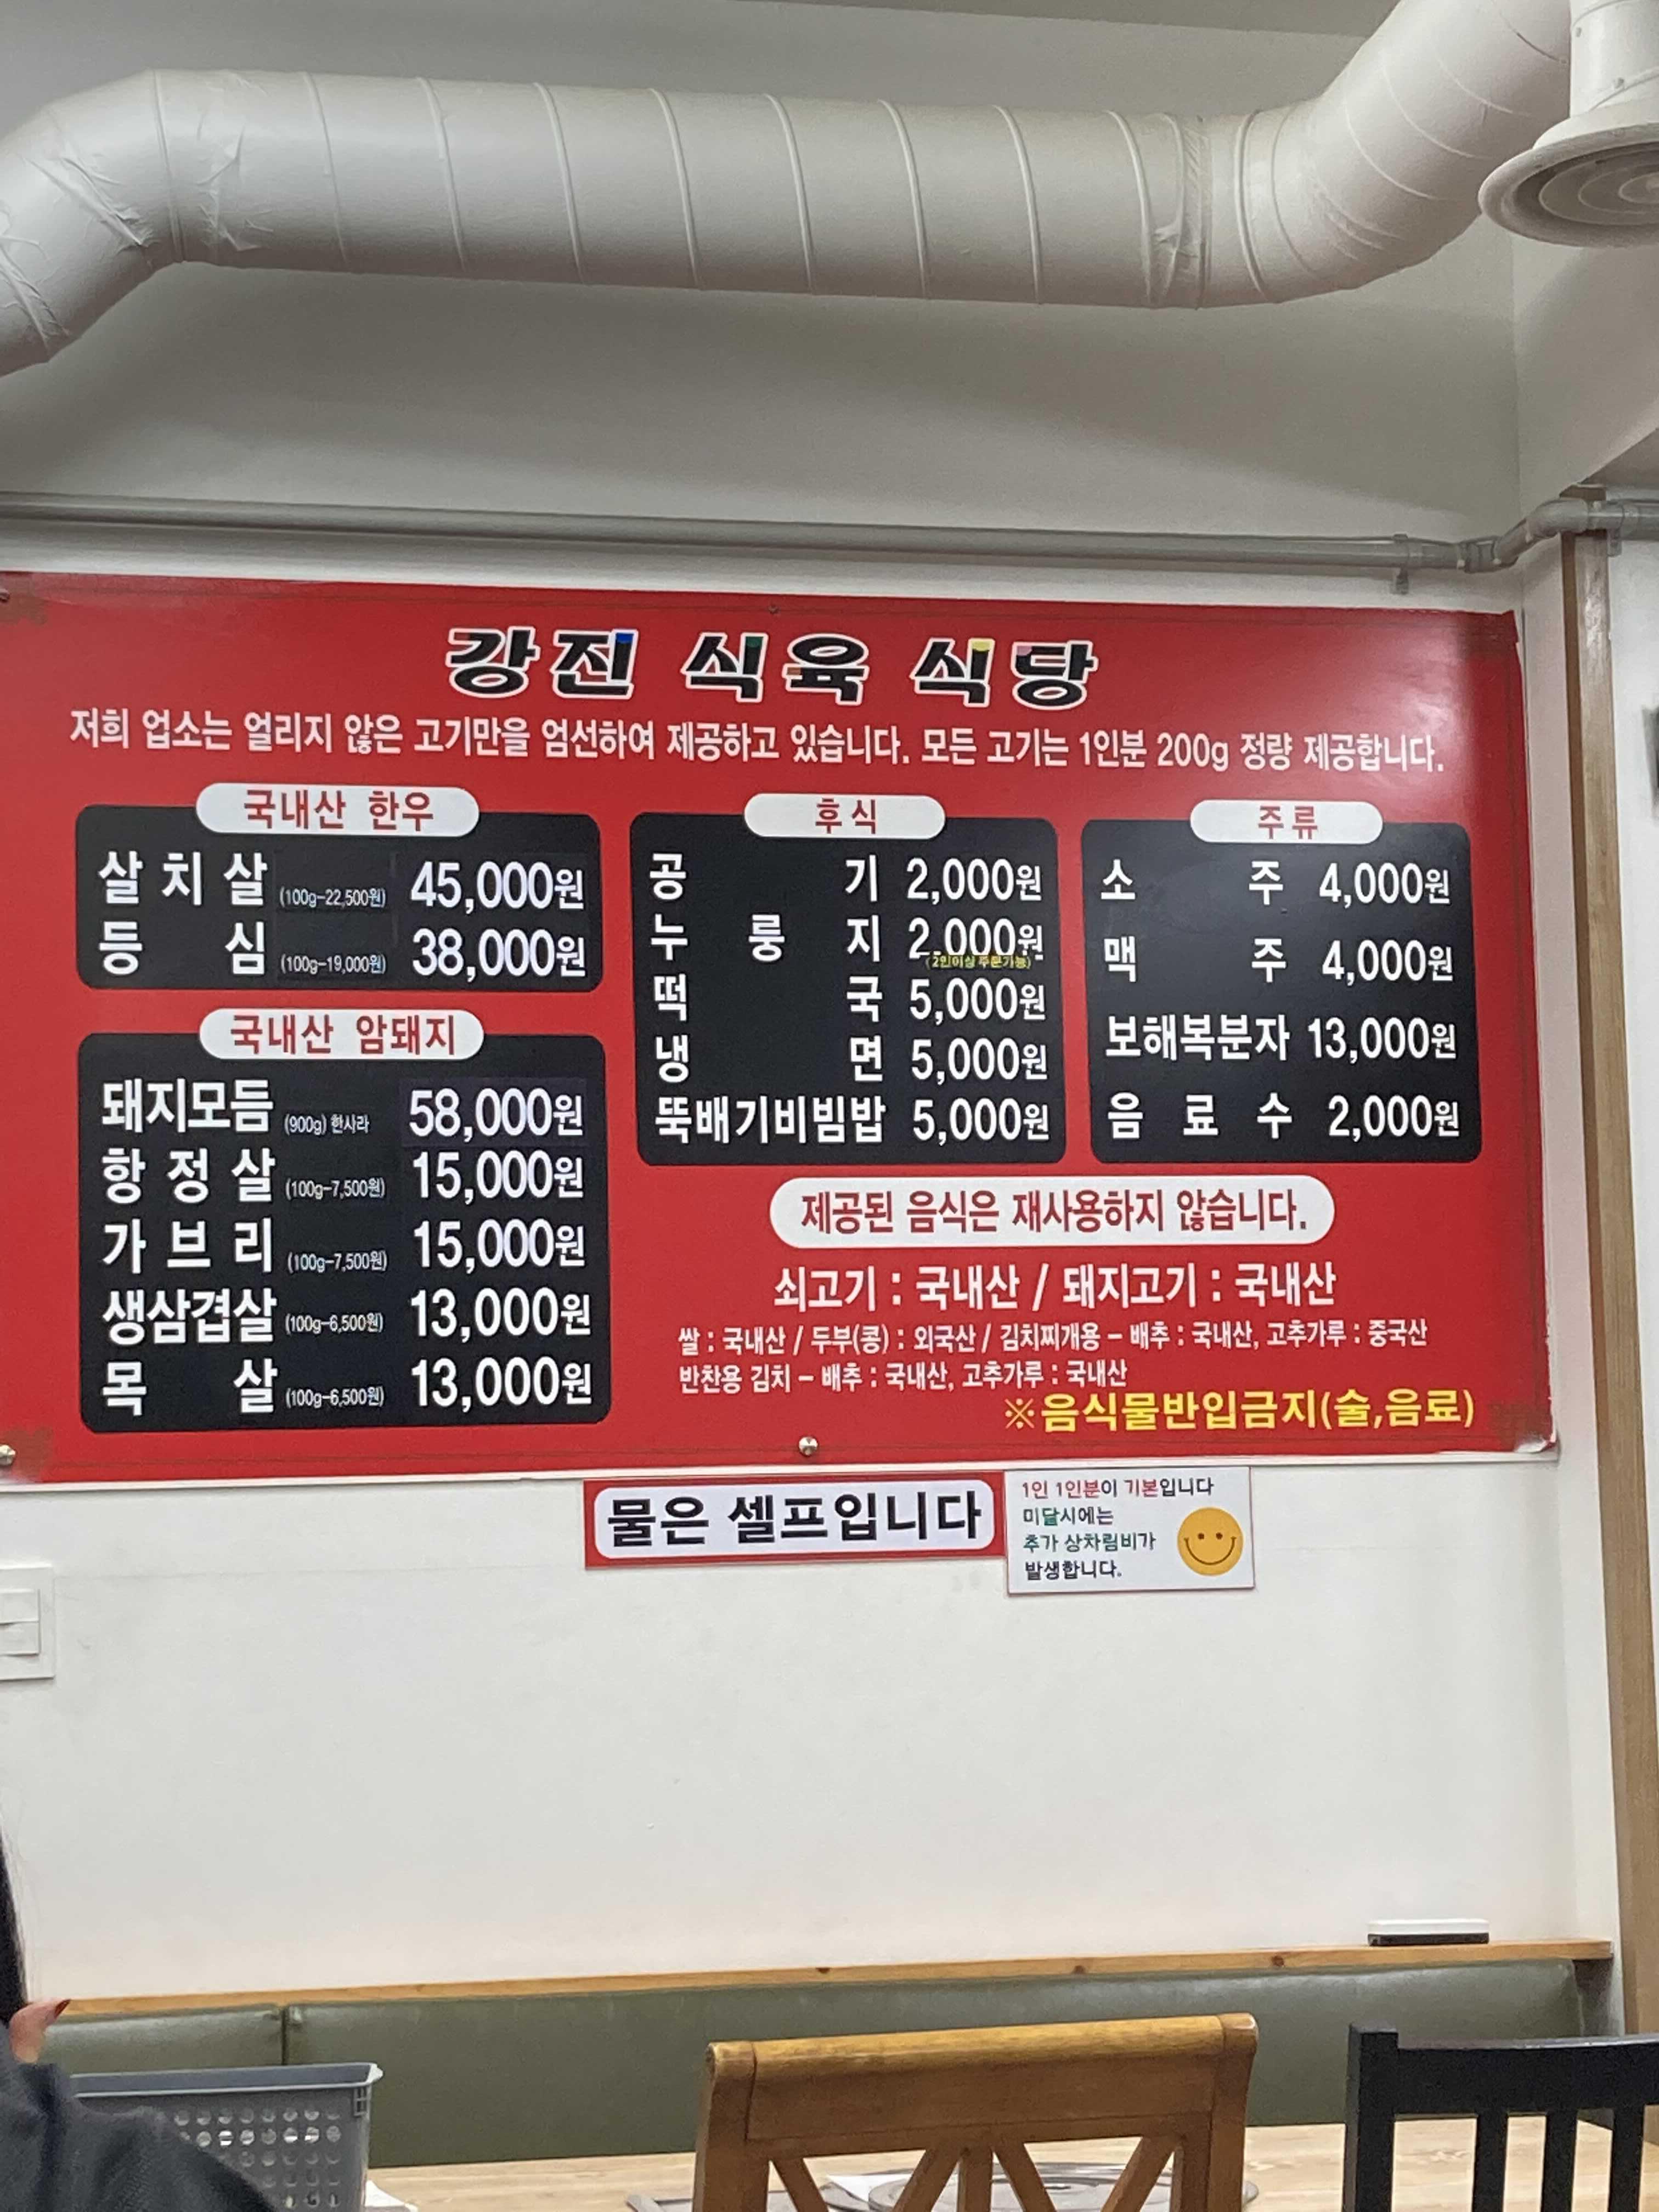 강진 식육 식당
저희 업소는 얼리지 않은 고기만을 엄선하여 제공하고 있습니다. 모든 고기는 1인분 200g 정량 제공합니다.
국내산 한우
살치살 (100g-22,500원) 45,000원
등심 (100g-19,000원) 38,000원
국내산 암돼지
돼지모듬 (900g) 한사라 58,000원
항정살 (100g-7,500원) 15,000원
가브리 (100g-7,500원) 15,000원
생삼겹살 (100g-6,500원) 13,000원
목살 (100g-6,500원) 13,000원
후식
공기 2,000원
누룽지 2,000원
(2인이상 주문가능)
떡국 5,000원
냉면 5,000원
뚝배기비빔밥 5,000원
주류
소주 4,000원
맥주 4,000원
보해복분자 13,000원
음료수 2,000원
제공된 음식은 재사용하지 않습니다.
쇠고기 : 국내산 / 돼지고기 : 국내산
쌀 : 국내산 / 두부(콩) : 외국산 / 김치찌개용 - 배추 : 국내산, 고추가루 : 중국산
반찬용 김치 - 배추 : 국내산, 고추가루 : 국내산
※음식물반입금지(술,음료)
물은 셀프입니다
1인 1인분이 기본입니다
미달시에는
추가 상차림비가
발생합니다.